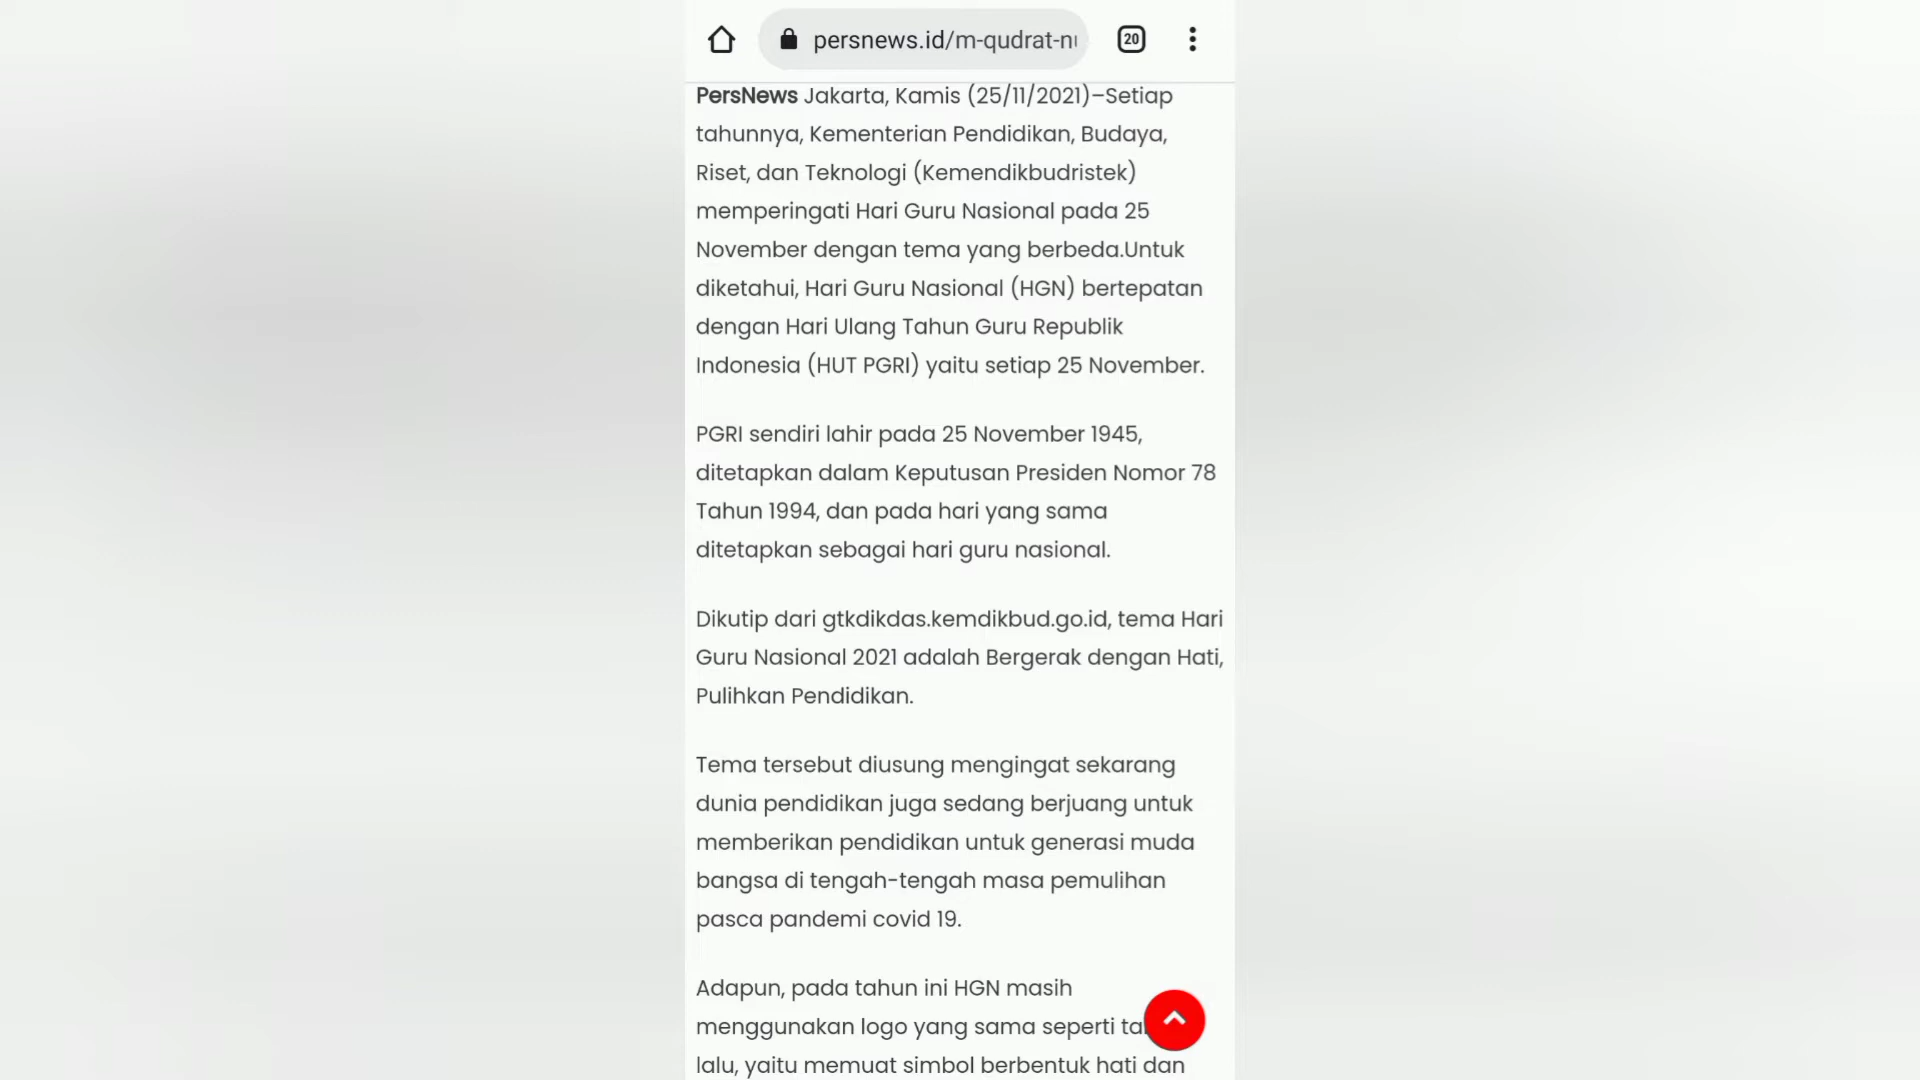 persnews.id/m-qudrat-nu
20
PersNews Jakarta, Kamis (25/11/2021)–Setiap
tahunnya, Kementerian Pendidikan, Budaya,
Riset, dan Teknologi (Kemendikbudristek)
memperingati Hari Guru Nasional pada 25
November dengan tema yang berbeda.Untuk
diketahui, Hari Guru Nasional (HGN) bertepatan
dengan Hari Ulang Tahun Guru Republik
Indonesia (HUT PGRI) yaitu setiap 25 November.
PGRI sendiri lahir pada 25 November 1945,
ditetapkan dalam Keputusan Presiden Nomor 78
Tahun 1994, dan pada hari yang sama
ditetapkan sebagai hari guru nasional.
Dikutip dari gtkdikdas.kemdikbud.go.id, tema Hari
Guru Nasional 2021 adalah Bergerak dengan Hati,
Pulihkan Pendidikan.
Tema tersebut diusung mengingat sekarang
dunia pendidikan juga sedang berjuang untuk
memberikan pendidikan untuk generasi muda
bangsa di tengah-tengah masa pemulihan
pasca pandemi covid 19.
Adapun, pada tahun ini HGN masih
menggunakan logo yang sama seperti
lalu, yaitu memuat simbol berbentuk hati dan